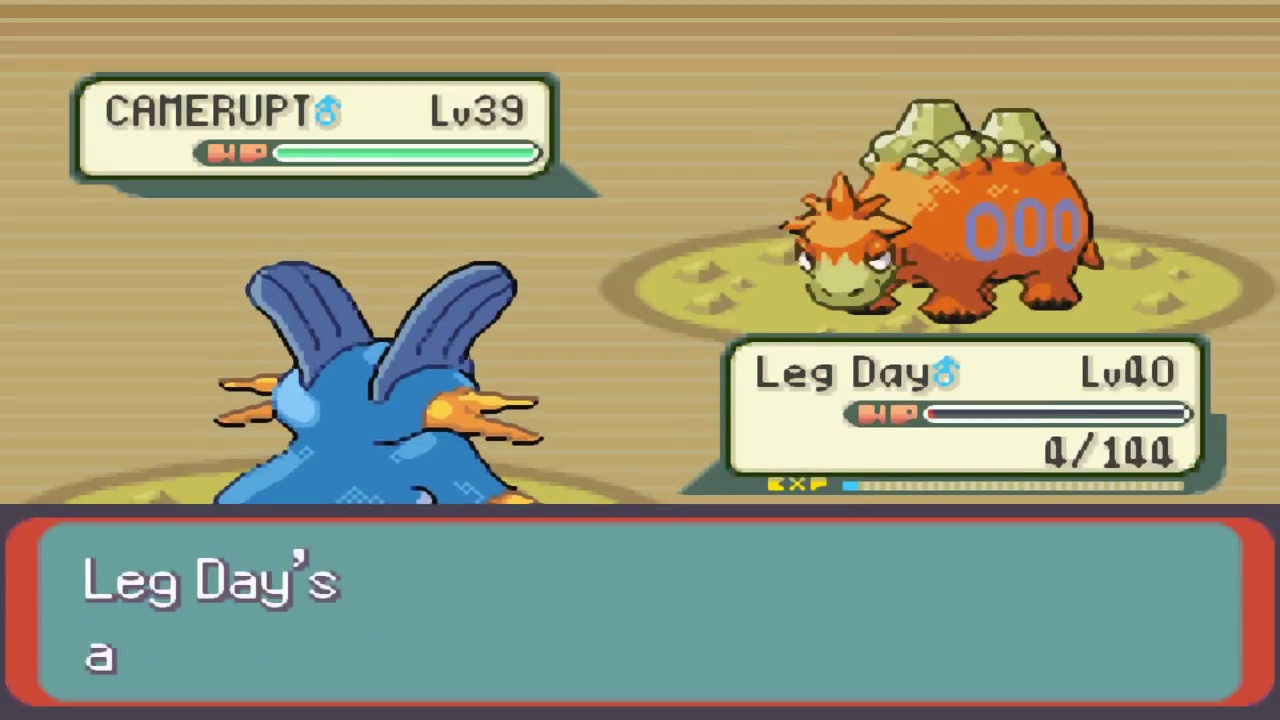 CAMERUPT♂ Lv39
HP
Leg Day♂ Lv40
HP
4/144
EXP
Leg Day's
a